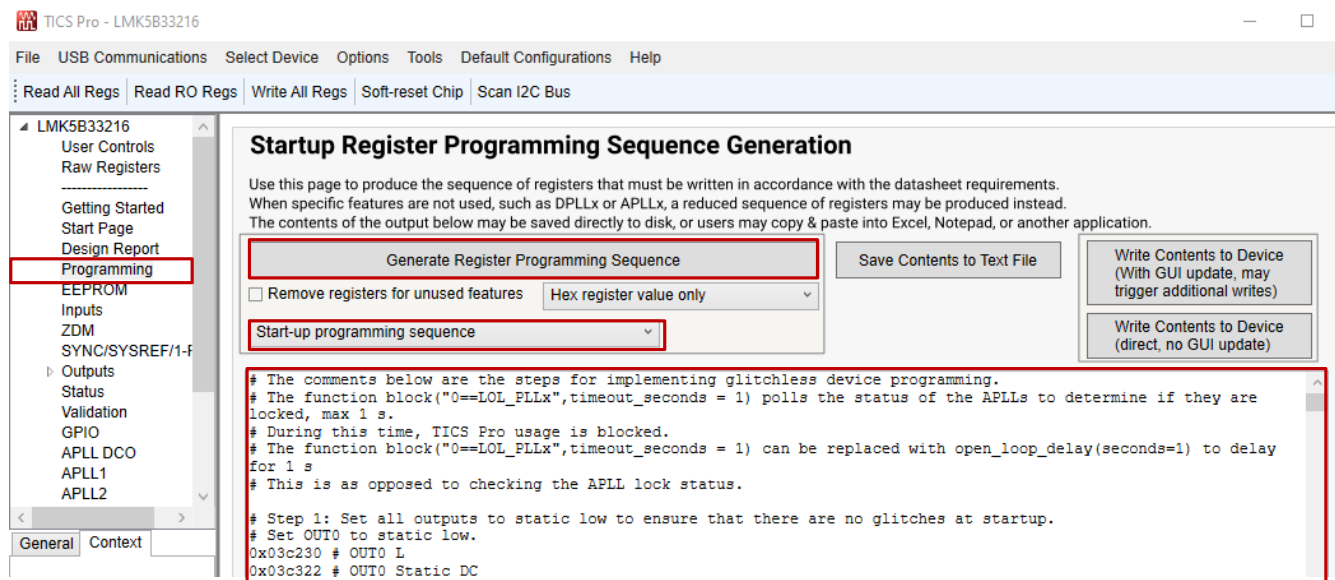 TICS Pro - LMK5B33216
File USB Communications Select Device Options Tools Default Configurations Help
Read All Regs Read RO Regs Write All Regs Soft-reset Chip Scan I2C Bus
LMK5B33216
User Controls
Raw Registers
-----------------
Getting Started
Start Page
Design Report
Programming
EEPROM
Inputs
ZDM
SYNC/SYSREF/1-
Outputs
Status
Validation
GPIO
APLL DCO
APLL1
APLL2
General Context
Startup Register Programming Sequence Generation
Use this page to produce the sequence of registers that must be written in accordance with the datasheet requirements.
When specific features are not used, such as DPLLx or APLLx, a reduced sequence of registers may be produced instead.
The contents of the output below may be saved directly to disk, or users may copy & paste into Excel, Notepad, or another application.
Generate Register Programming Sequence
Save Contents to Text File
Write Contents to Device
(With GUI update, may
trigger additional writes)
Remove registers for unused features
Hex register value only
Start-up programming sequence
Write Contents to Device
(direct, no GUI update)
# The comments below are the steps for implementing glitchless device programming.
# The function block("0==LOL_PLLx",timeout_seconds = 1) polls the status of the APLLs to determine if they are
locked, max 1 s.
# During this time, TICS Pro usage is blocked.
# The function block("0==LOL_PLLx",timeout_seconds = 1) can be replaced with open_loop_delay(seconds=1) to delay
for 1 s
# This is as opposed to checking the APLL lock status.
# Step 1: Set all outputs to static low to ensure that there are no glitches at startup.
# Set OUT0 to static low.
0x03c230 # OUT0 L
0x03c322 # OUT0 Static DC